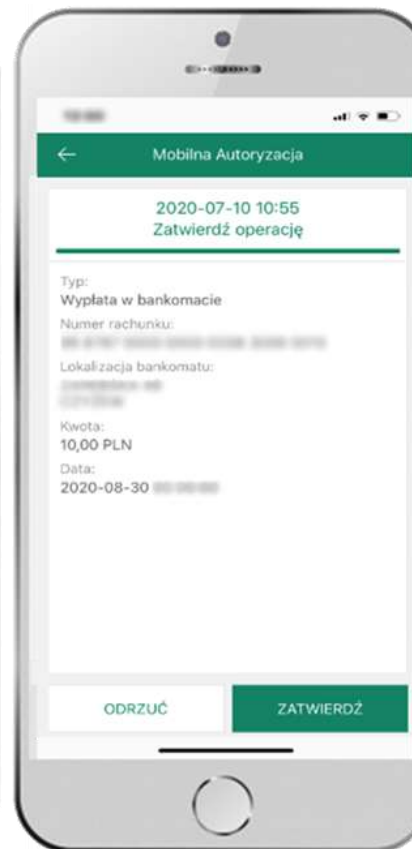 Mobilna Autoryzacja
2020-07-10 10:55
Zatwierdź operację
Typ:
Wypłata w bankomacie
Numer rachunku:
Lokalizacja bankomatu:
Kwota:
10,00 PLN
Data:
2020-08-30
ODRZUĆ
ZATWIERDŹ